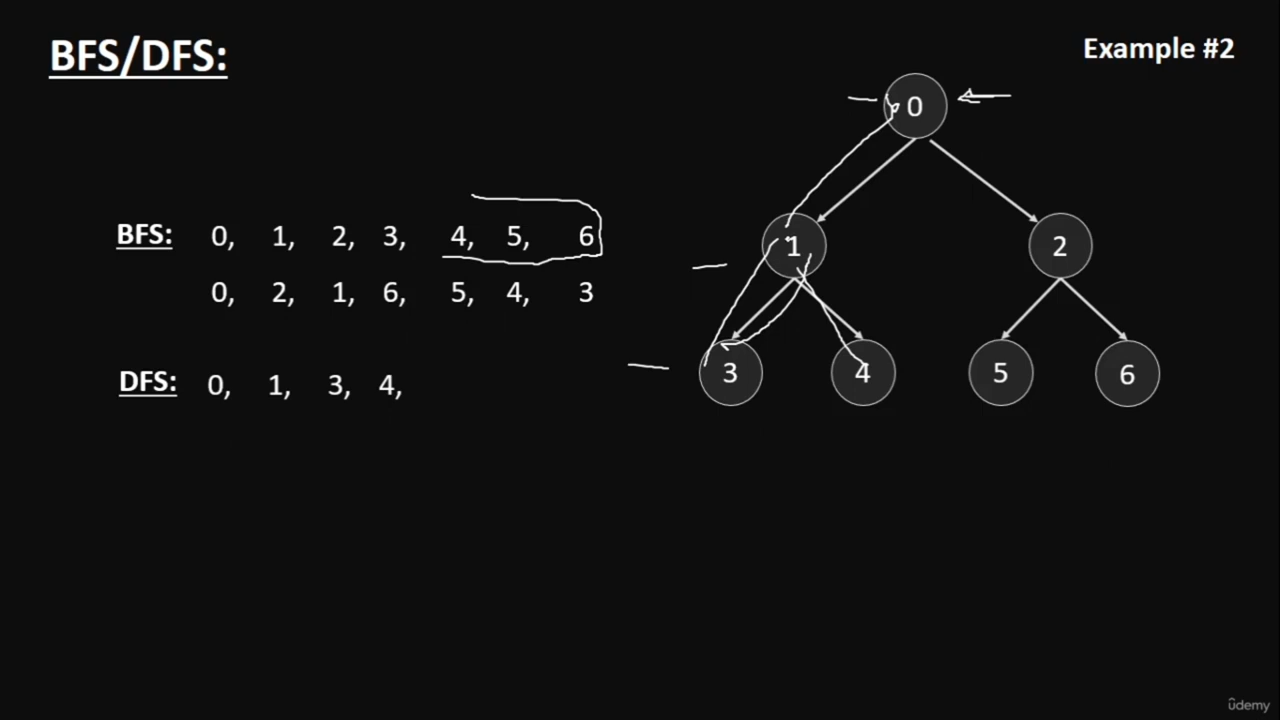 BFS/DFS:
Example #2
0
BFS: 0, 1, 2, 3, 4, 5, 6
1
2
0, 2, 1, 6, 5, 4, 3
DFS: 0, 1, 3, 4,
3
4
5
6
ûdemy